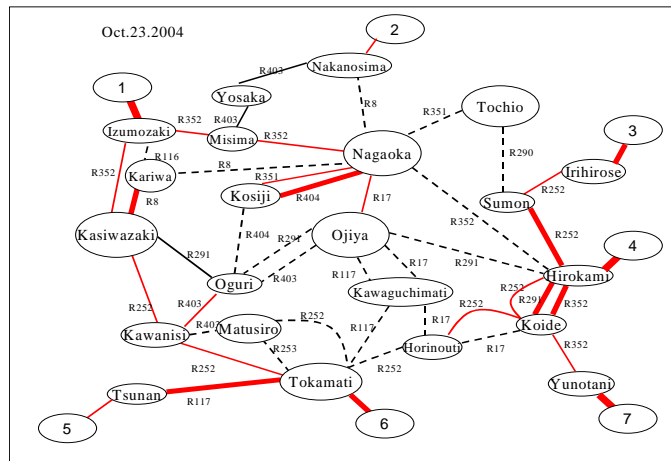 Oct.23.2004
2
R403
Nakanosima
1
Yosaka
R8
R351
Tochio
R352
R403
Izumozaki
Misima
R352
3
R290
R116
R8
Nagaoka
Irihirose
R352
Kariwa
R351
R252
R8
Kosiji
R404
Sumon
R17
R352
Kasiwazaki
Ojiya
R404
R291
R252
4
R291
R17
R291
Hirokami
R117
R252
Oguri
R403
Kawaguchimati
R291
R352
R252
R403
R252
R252
R17
Koide
Matusiro
R117
Kawanisi
R253
Horinouti
R17
R352
R252
R252
Tokamati
Yunotani
Tsunan
R117
5
6
7